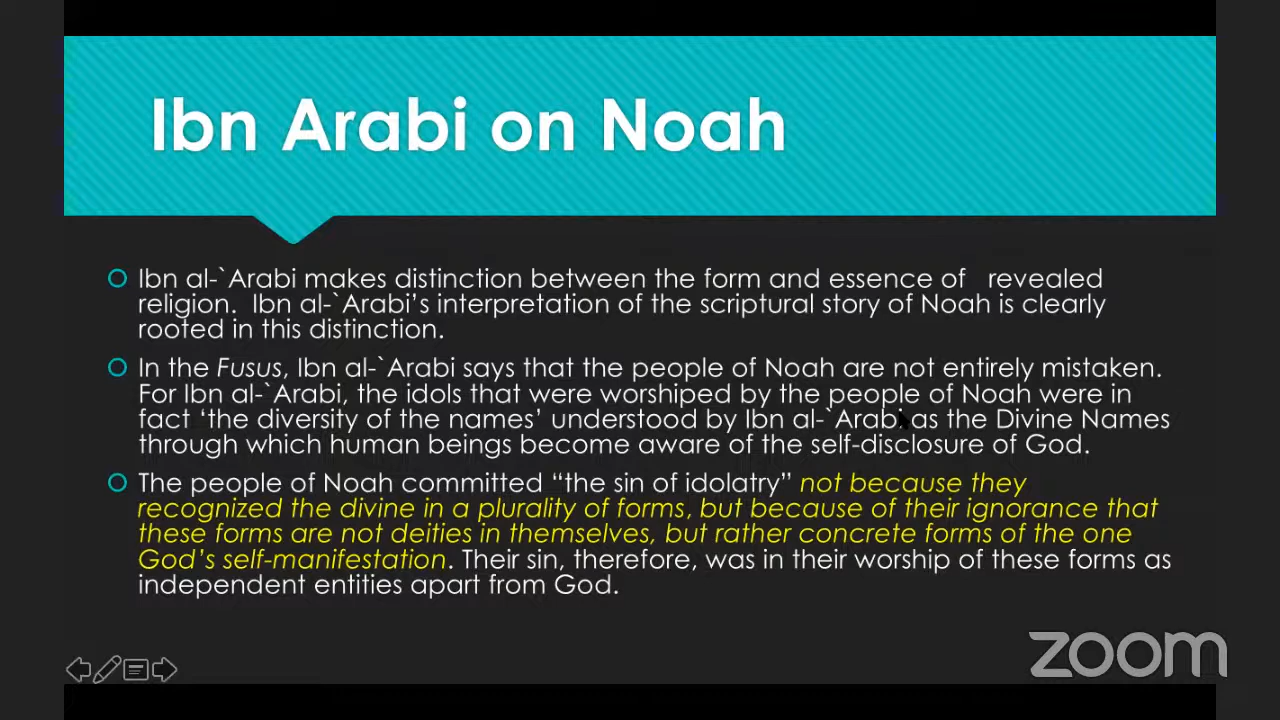 Ibn Arabi on Noah
Ibn al-`Arabi makes distinction between the form and essence of revealed
religion. Ibn al-`Arabi's interpretation of the scriptural story of Noah is clearly
rooted in this distinction.
In the Fusus, Ibn al-`Arabi says that the people of Noah are not entirely mistaken.
For Ibn al-`Arabi, the idols that were worshiped by the people of Noah were in
fact ‘the diversity of the names’ understood by Ibn al-`Arabi as the Divine Names
through which human beings become aware of the self-disclosure of God.
The people of Noah committed “the sin of idolatry” not because they
recognized the divine in a plurality of forms, but because of their ignorance that
these forms are not deities in themselves, but rather concrete forms of the one
God’s self-manifestation. Their sin, therefore, was in their worship of these forms as
independent entities apart from God.
zoom